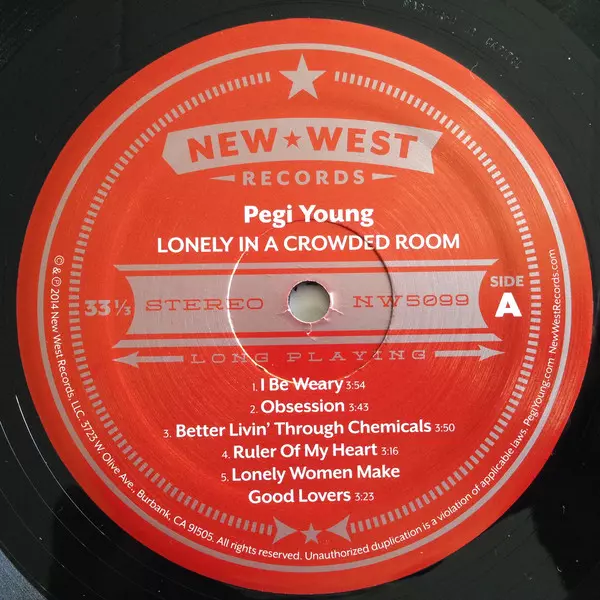 NEW★WEST
RECORDS
Pegi Young
LONELY IN A CROWDED ROOM
33 1/3
STEREO
NW5099
SIDE
A
LONG PLAYING
1. I Be Weary 3:54
2. Obsession 3:43
3. Better Livin' Through Chemicals 3:50
4. Ruler Of My Heart 3:16
5. Lonely Women Make
Good Lovers 3:23
© & ℗ 2014 New West Records, LLC. 3723 W. Olive Ave., Burbank, CA 91505. All rights reserved. Unauthorized duplication is a violation of applicable laws. PegiYoung.com NewWestRecords.com